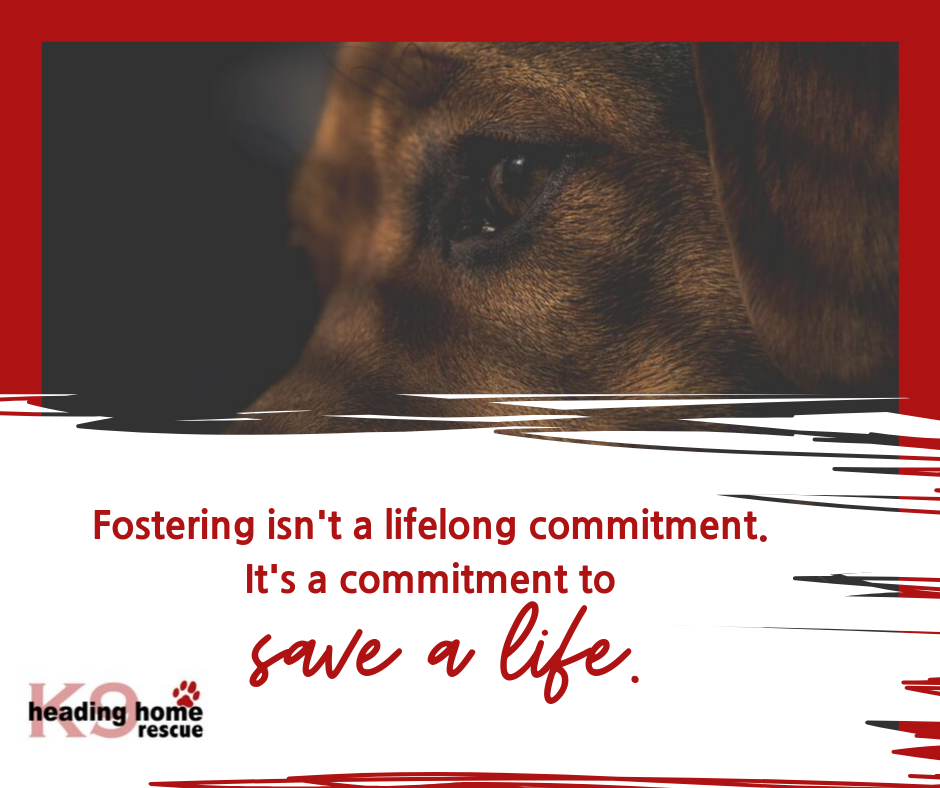 Fostering isn't a lifelong commitment.
It's a commitment to
save a life.
K9
heading home
rescue